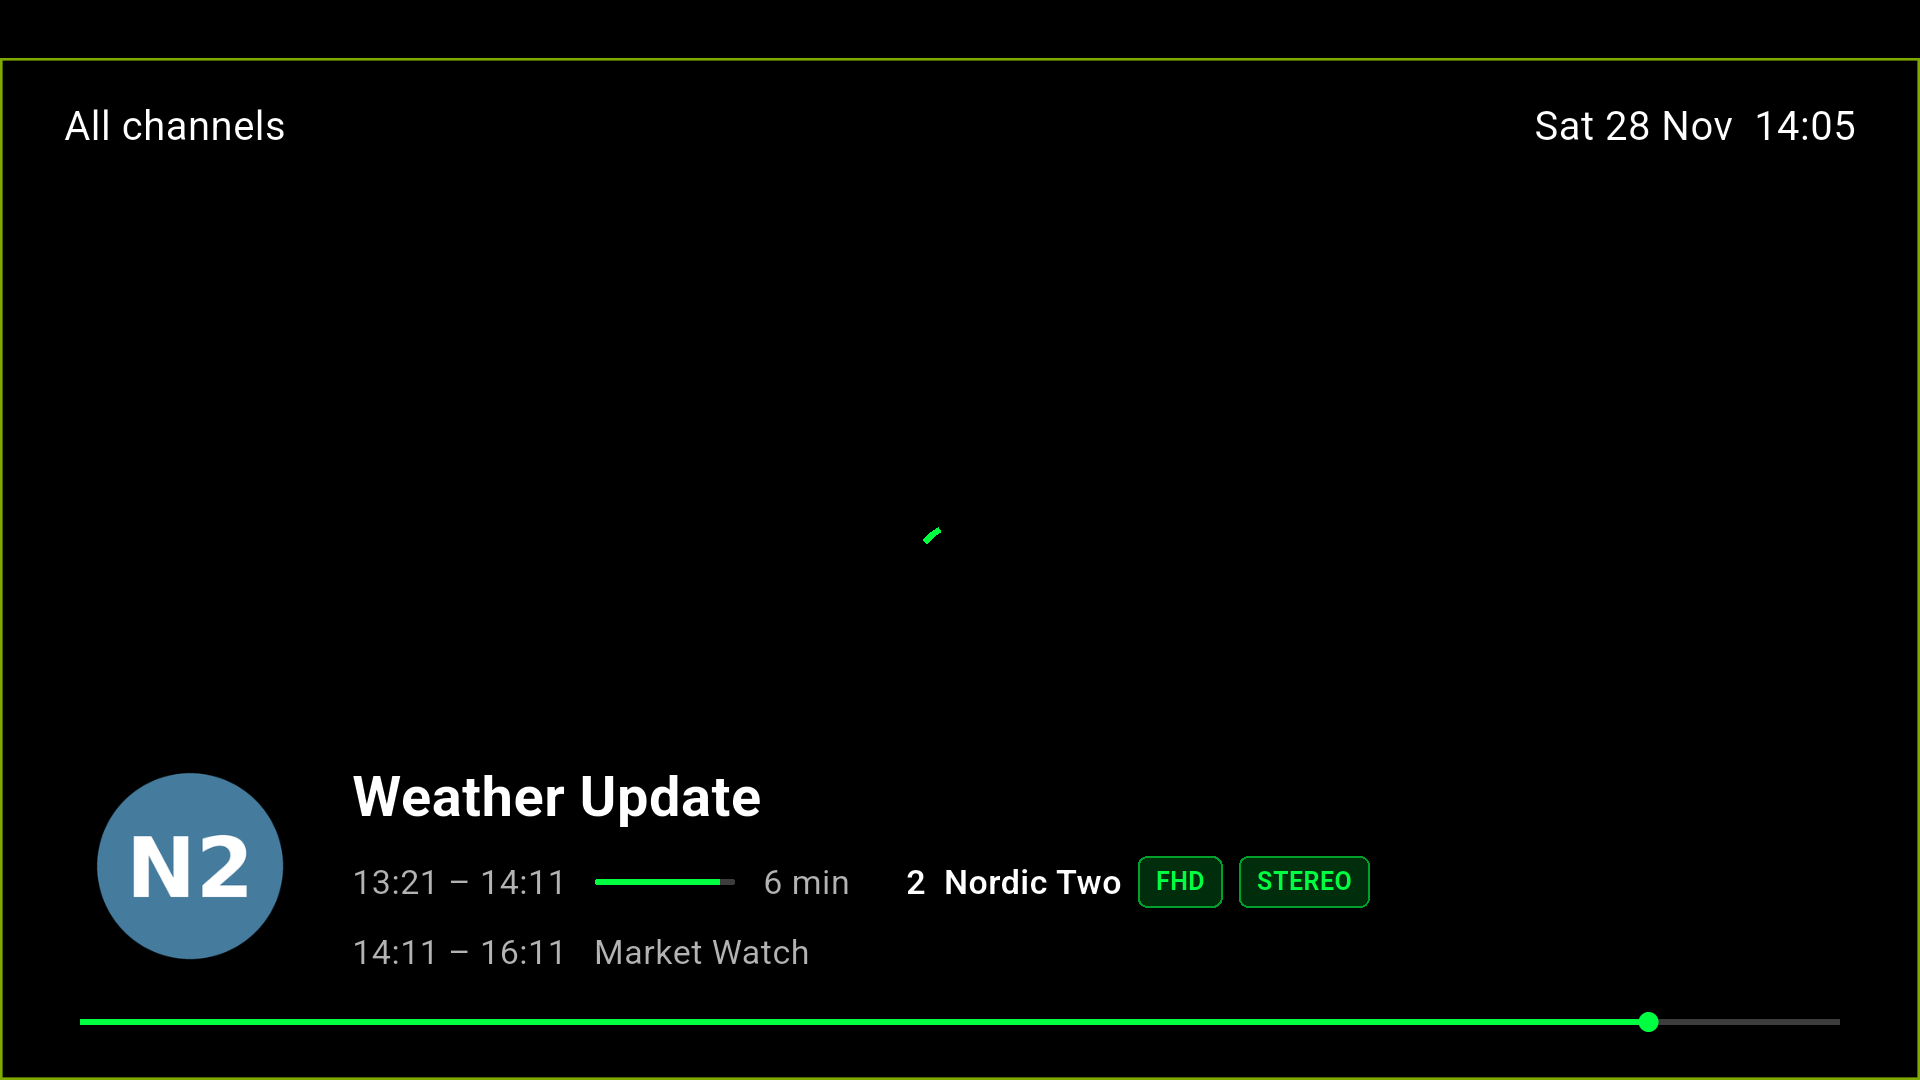 All channels
Sat 28 Nov 14:05
N2
Weather Update
13:21 – 14:11 6 min 2 Nordic Two FHD STEREO
14:11 – 16:11 Market Watch